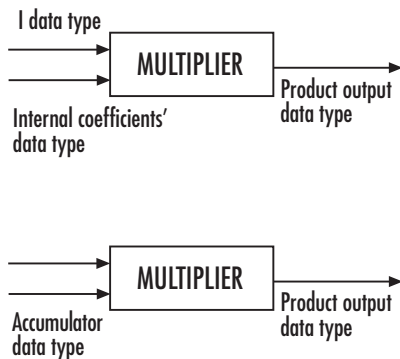 I data type
MULTIPLIER
Internal coefficients'
data type
Product output
data type
MULTIPLIER
Accumulator
data type
Product output
data type